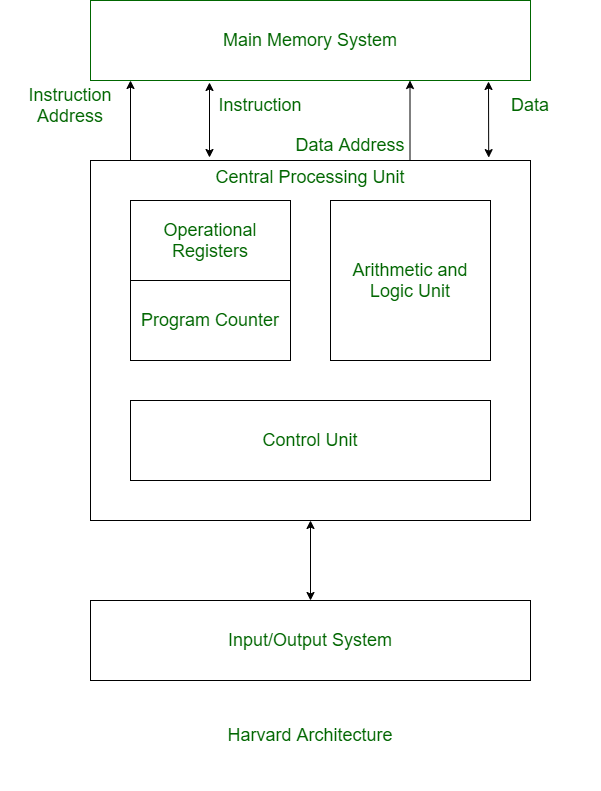 Main Memory System
Instruction
Address
Instruction
Data
Data Address
Central Processing Unit
Operational
Registers
Arithmetic and
Logic Unit
Program Counter
Control Unit
Input/Output System
Harvard Architecture